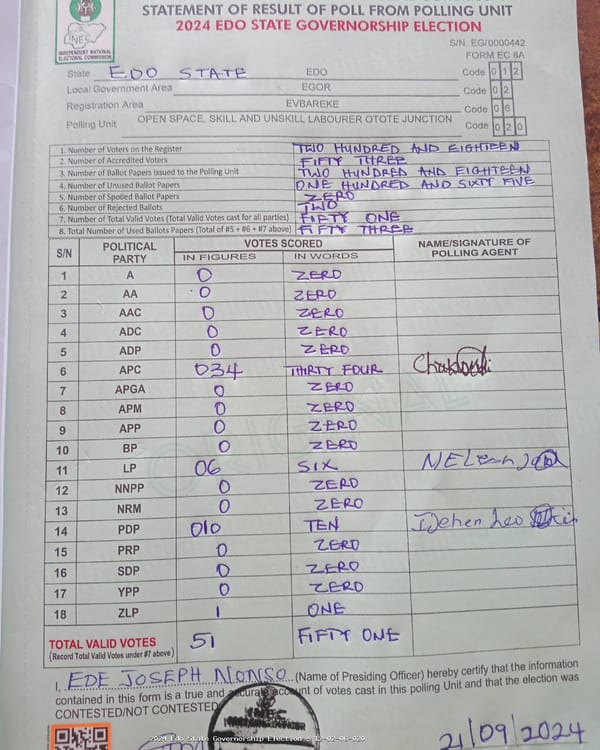 STATEMENT OF RESULT OF POLL FROM POLLING UNIT
2024 EDO STATE GOVERNORSHIP ELECTION
INEC
INDEPENDENT NATIONAL
ELECTORAL COMMISSION
S/N. EG/0000442
FORM EC 8A
State EDO STATE EDO Code 0 1 2
Local Government Area EGOR Code 0 2
Registration Area EVBAREKE Code 0 6
Polling Unit OPEN SPACE, SKILL AND UNSKILL LABOURER OTOTE JUNCTION Code 0 2 0
1. Number of Voters on the Register TWO HUNDRED AND EIGHTEEN
2. Number of Accredited Voters FIFTY THREE
3. Number of Ballot Papers Issued to the Polling Unit TWO HUNDRED AND EIGHTEEN
4. Number of Unused Ballot Papers ONE HUNDRED AND SIXTY FIVE
5. Number of Spoiled Ballot Papers ZERO
6. Number of Rejected Ballots TWO
7. Number of Total Valid Votes (Total Valid Votes cast for all parties) FIFTY ONE
8. Total Number of Used Ballots Papers (Total of #5 + #6 + #7 above) FIFTY THREE
S/N POLITICAL PARTY VOTES SCORED NAME/SIGNATURE OF POLLING AGENT
IN FIGURES IN WORDS
1 A 0 ZERO
2 AA 0 ZERO
3 AAC 0 ZERO
4 ADC 0 ZERO
5 ADP 0 ZERO
6 APC 034 THIRTY FOUR
7 APGA 0 ZERO
8 APM 0 ZERO
9 APP 0 ZERO
10 BP 0 ZERO
11 LP 06 SIX
12 NNPP 0 ZERO
13 NRM 0 ZERO
14 PDP 010 TEN Idehen Leo
15 PRP 0 ZERO
16 SDP 0 ZERO
17 YPP 0 ZERO
18 ZLP 1 ONE
TOTAL VALID VOTES 51 FIFTY ONE
(Record Total Valid Votes under #7 above)
I, EDE JOSEPH NONSO (Name of Presiding Officer) hereby certify that the information
contained in this form is a true and accurate account of votes cast in this polling Unit and that the election was
CONTESTED/NOT CONTESTED
2024 Edo State Governorship Election - 12-02-06-020
21/09/2024
ORIGINAL